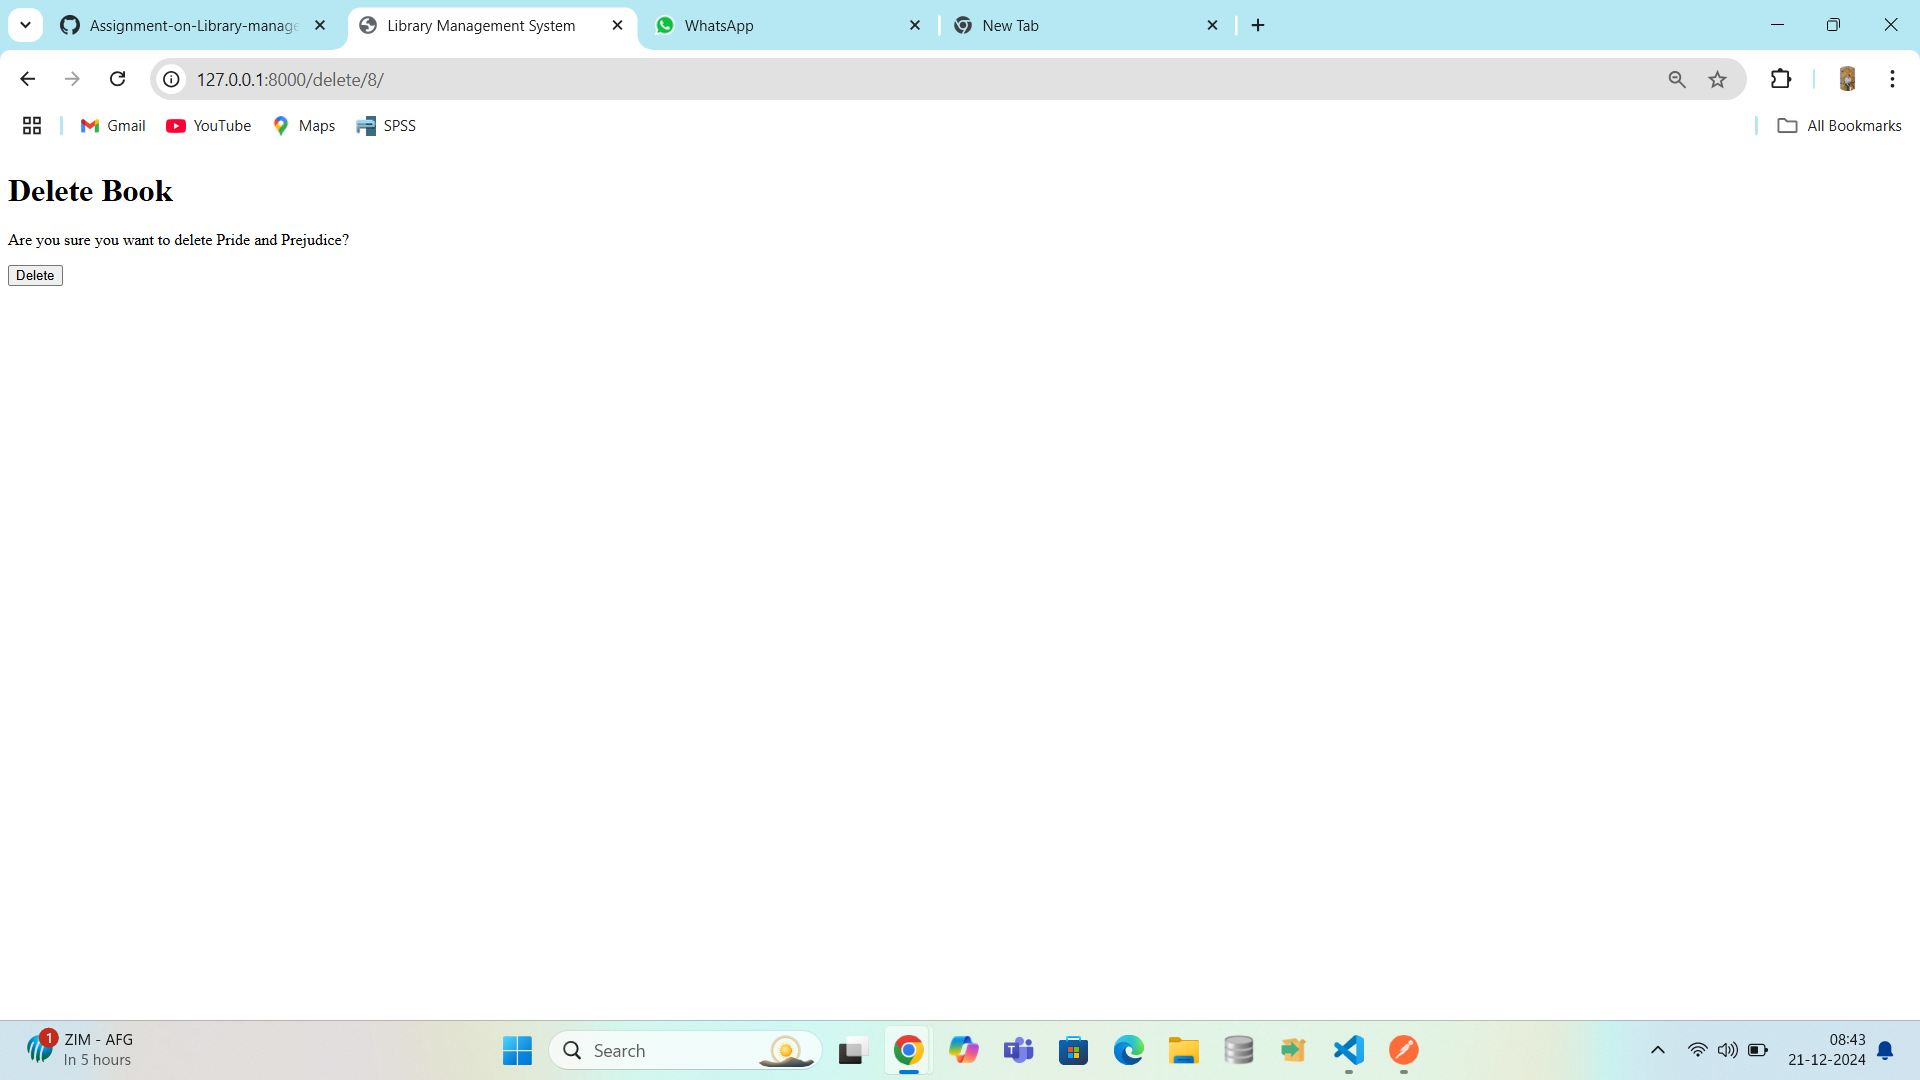 Assignment-on-Library-manage
Library Management System
WhatsApp
New Tab
127.0.0.1:8000/delete/8/
Gmail
YouTube
Maps
SPSS
All Bookmarks
Delete Book
Are you sure you want to delete Pride and Prejudice?
Delete
1
ZIM - AFG
In 5 hours
Search
08:43
21-12-2024